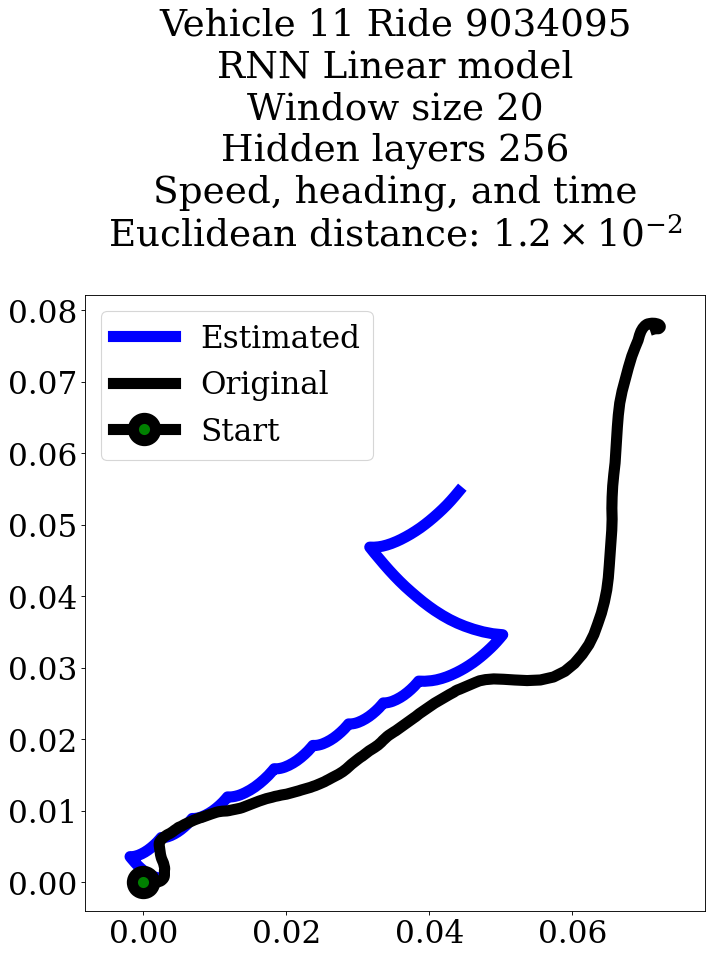 Vehicle 11 Ride 9034095
RNN Linear model
Window size 20
Hidden layers 256
Speed, heading, and time
Euclidean distance: 1.2 × 10⁻²
0.08
Estimated
Original
0.07
Start
0.06
0.05
0.04
0.03
0.02
0.01
0.00
0.00 0.02 0.04 0.06